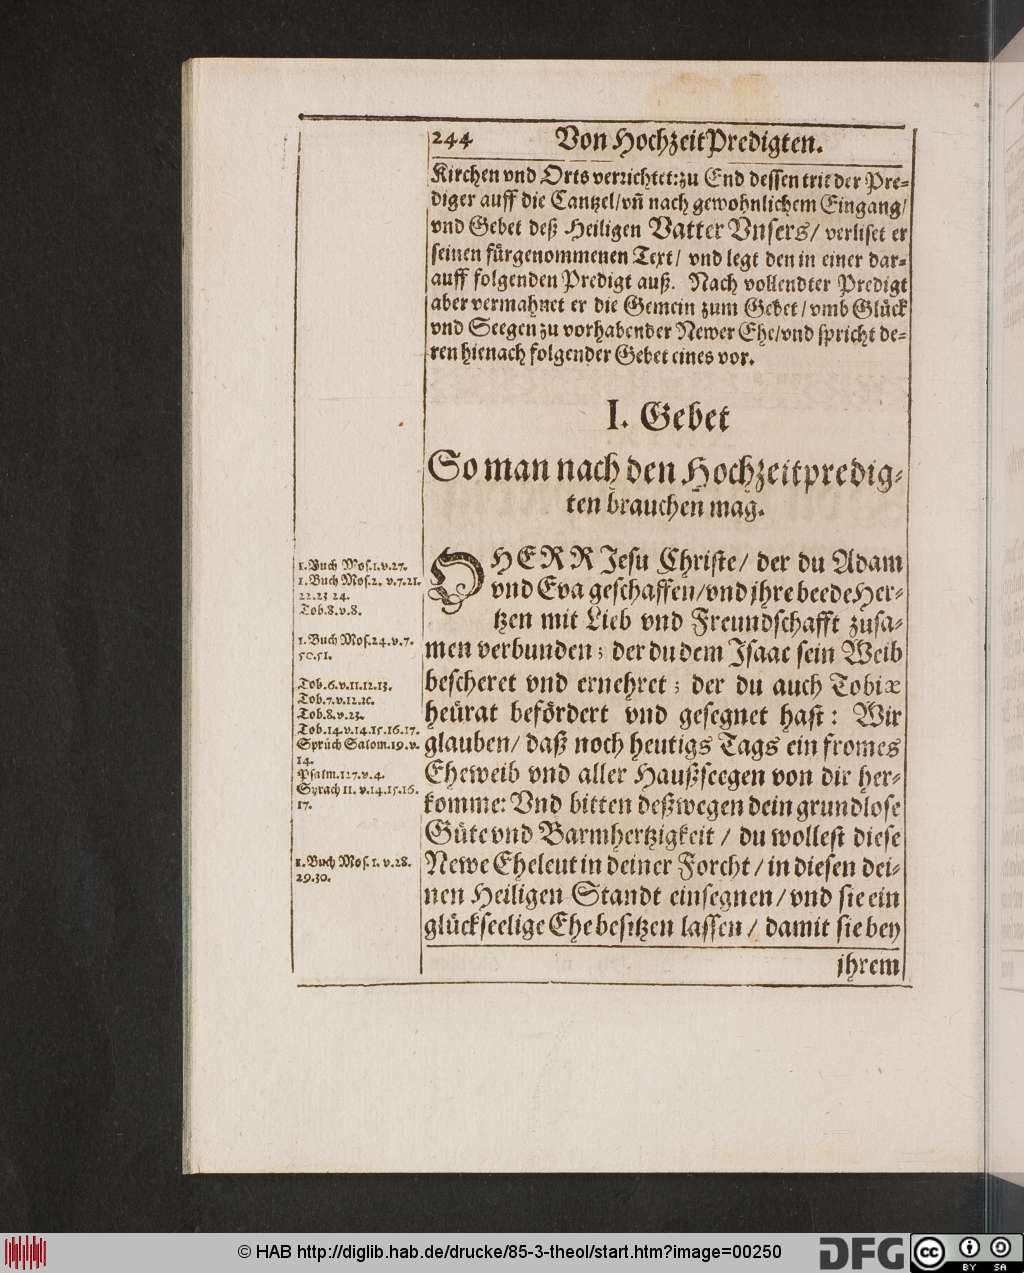 244 Von HochzeitPredigten.
Kirchen vnd Orts verrichtet: zu End dessen trit der Pre-
diger auff die Cantzel/ vñ nach gewohnlichem Eingang/
vnd Gebet deß Heiligen Vatter Vnsers/ verliset er
seinen fürgenommenen Text/ vnd legt den in einer dar-
auff folgenden Predigt auß. Nach vollendter Predigt
aber vermahnet er die Gemein zum Gebet/ vmb Glück
vnd Seegen zu vorhabender Newer Ehe/ vnd spricht de-
ren hienach folgender Gebet eines vor.
I. Gebet
So man nach den Hochzeitpredig-
ten brauchen mag.
O HERR Jesu Christe/ der du Adam
vnd Eva geschaffen/ vnd jhre beede Her-
tzen mit Lieb vnd Freundschafft zusa-
men verbunden; der du dem Isaac sein Weib
bescheret vnd ernehret; der du auch Tobiæ
heürat befördert vnd gesegnet hast: Wir
glauben/ daß noch heutigs Tags ein fromes
Eheweib vnd aller Haußseegen von dir her-
komme: Vnd bitten deßwegen dein grundlose
Güte vnd Barmhertzigkeit/ du wollest diese
Newe Eheleut in deiner Forcht/ in diesen dei-
nen Heiligen Standt einsegnen/ vnd sie ein
glückseelige Ehe besitzen lassen/ damit sie bey
jhrem
1. Buch Mos. 1. v. 27.
1. Buch Mos. 2. v. 7. 21.
22. 23 24.
Tob. 8. v. 8.
1. Buch Mos. 24. v. 7.
50. 51.
Tob. 6. v. 11. 12. 13.
Tob. 7. v. 12. 1c.
Tob. 8. v. 23.
Tob. 14. v. 14. 15. 16. 17.
Sprüch Salom. 19. v.
14.
Psalm. 127. v. 4.
Syrach 11. v. 14. 15. 16.
17.
1. Buch Mos. 1. v. 28.
29. 30.
© HAB http://diglib.hab.de/drucke/85-3-theol/start.htm?image=00250
DFG
cc BY SA